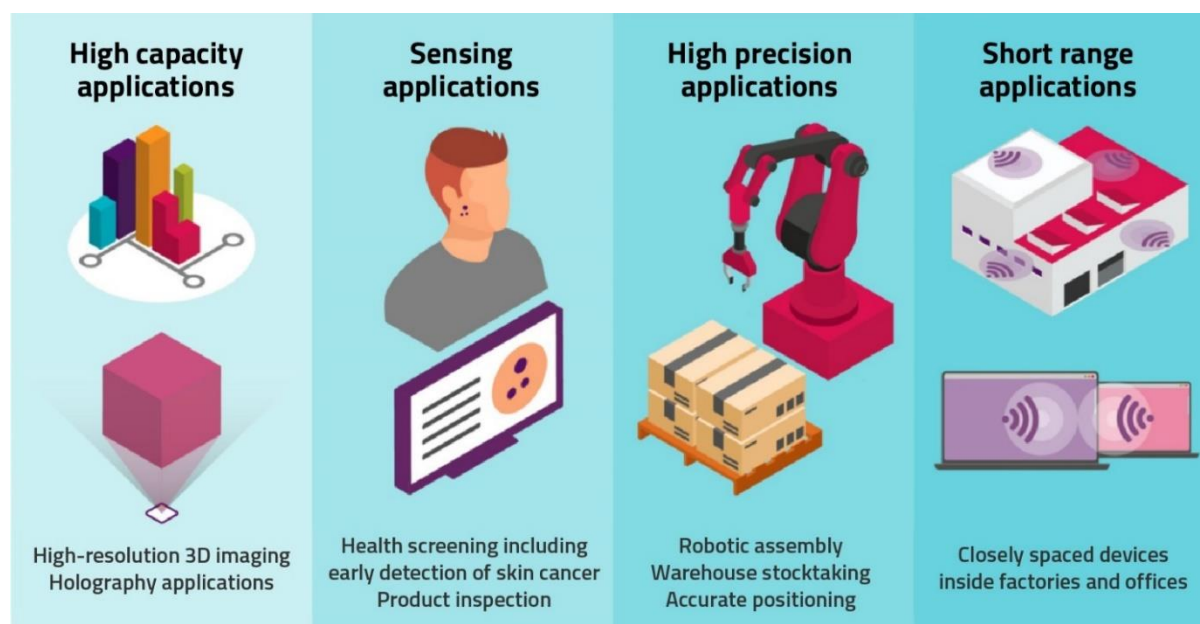 High capacity
applications
High-resolution 3D imaging
Holography applications
Sensing
applications
Health screening including
early detection of skin cancer
Product inspection
High precision
applications
Robotic assembly
Warehouse stocktaking
Accurate positioning
Short range
applications
Closely spaced devices
inside factories and offices